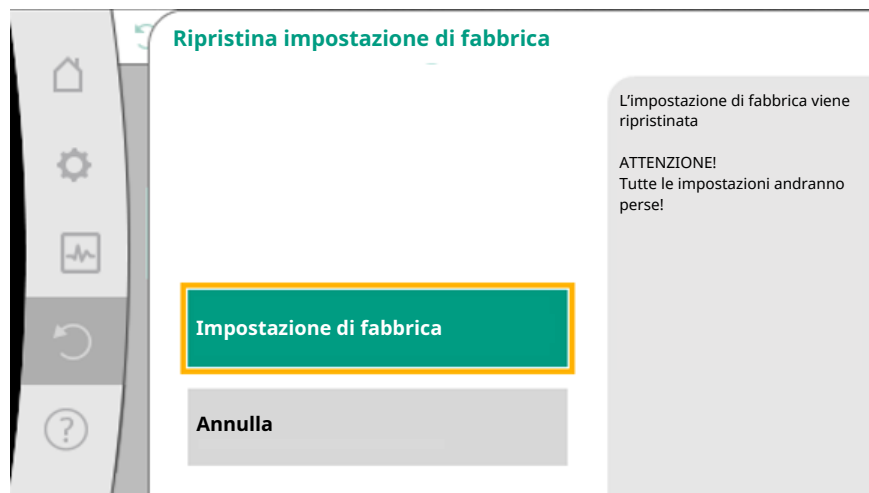 Ripristina impostazione di fabbrica
L'impostazione di fabbrica viene
ripristinata
ATTENZIONE!
Tutte le impostazioni andranno
perse!
Impostazione di fabbrica
Annulla
?